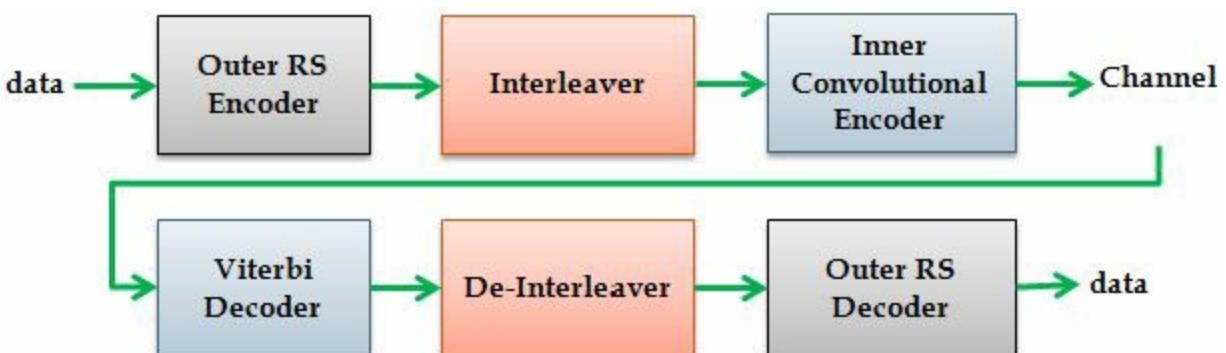 data
Outer RS
Encoder
Interleaver
Inner
Convolutional
Encoder
Channel
Viterbi
Decoder
De-Interleaver
Outer RS
Decoder
data